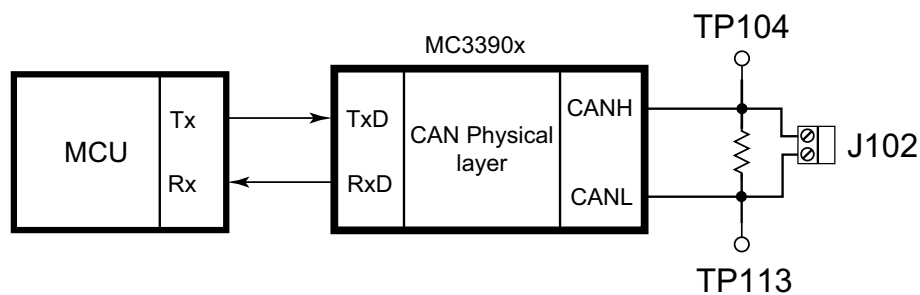 TP104
MC3390x
MCU
Tx
Rx
TxD
RxD
CAN Physical
layer
CANH
CANL
J102
TP113